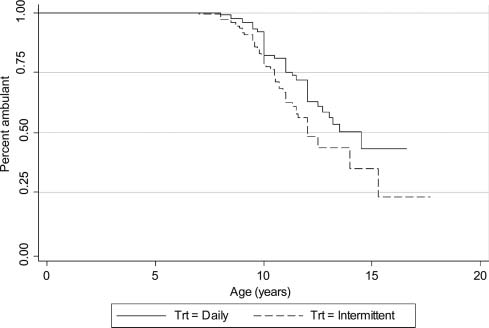 1.00
0.75
0.50
0.25
0.00
Percent ambulant
0 5 10 15 20
Age (years)
Trt = Daily Trt = Intermittent